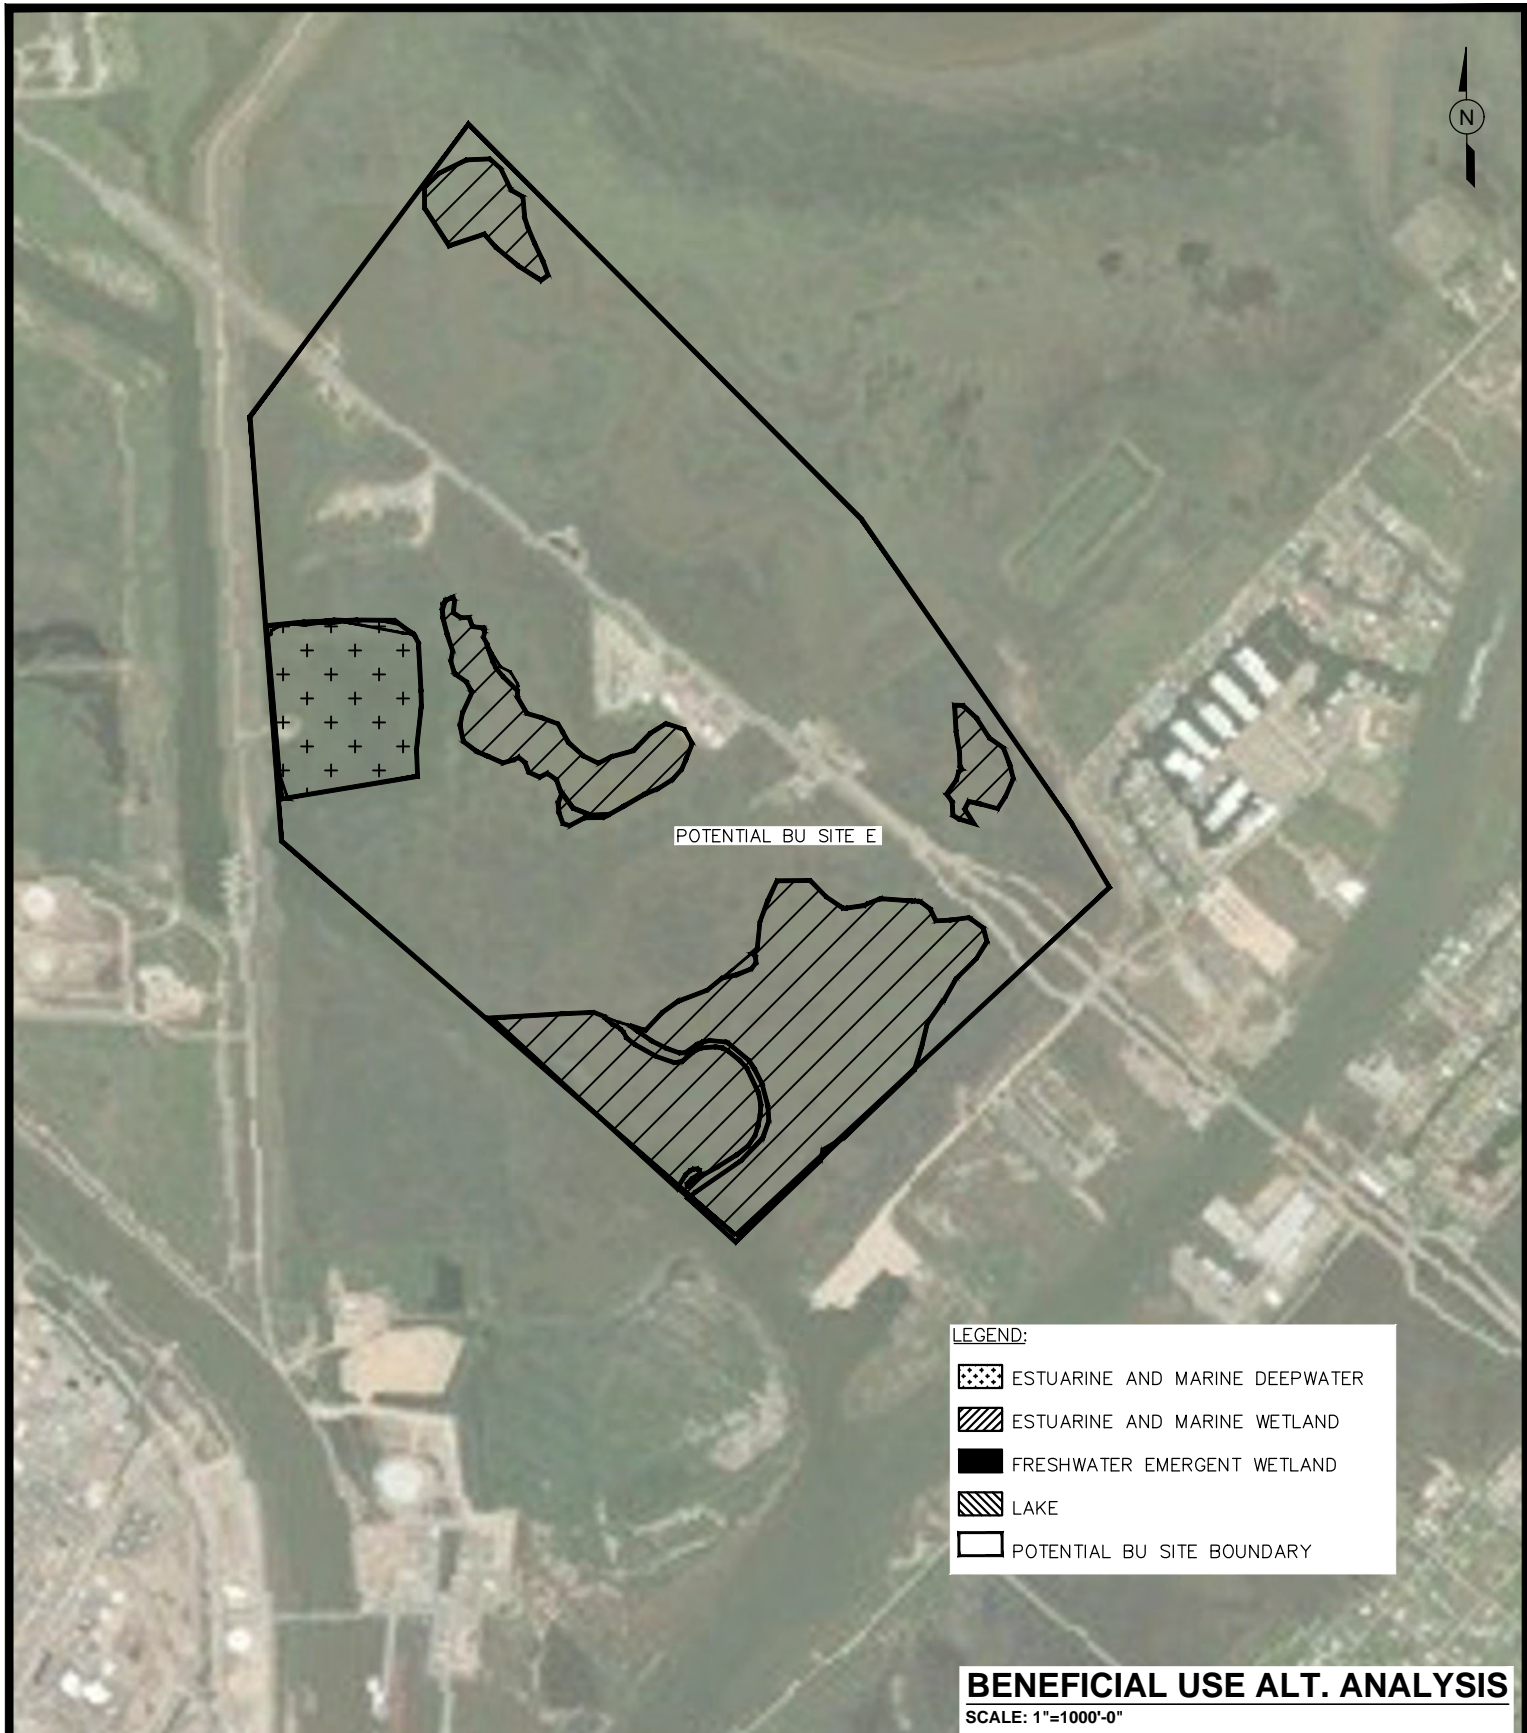 N
POTENTIAL BU SITE E
LEGEND:
ESTUARINE AND MARINE DEEPWATER
ESTUARINE AND MARINE WETLAND
FRESHWATER EMERGENT WETLAND
LAKE
POTENTIAL BU SITE BOUNDARY
BENEFICIAL USE ALT. ANALYSIS
SCALE: 1"=1000'-0"